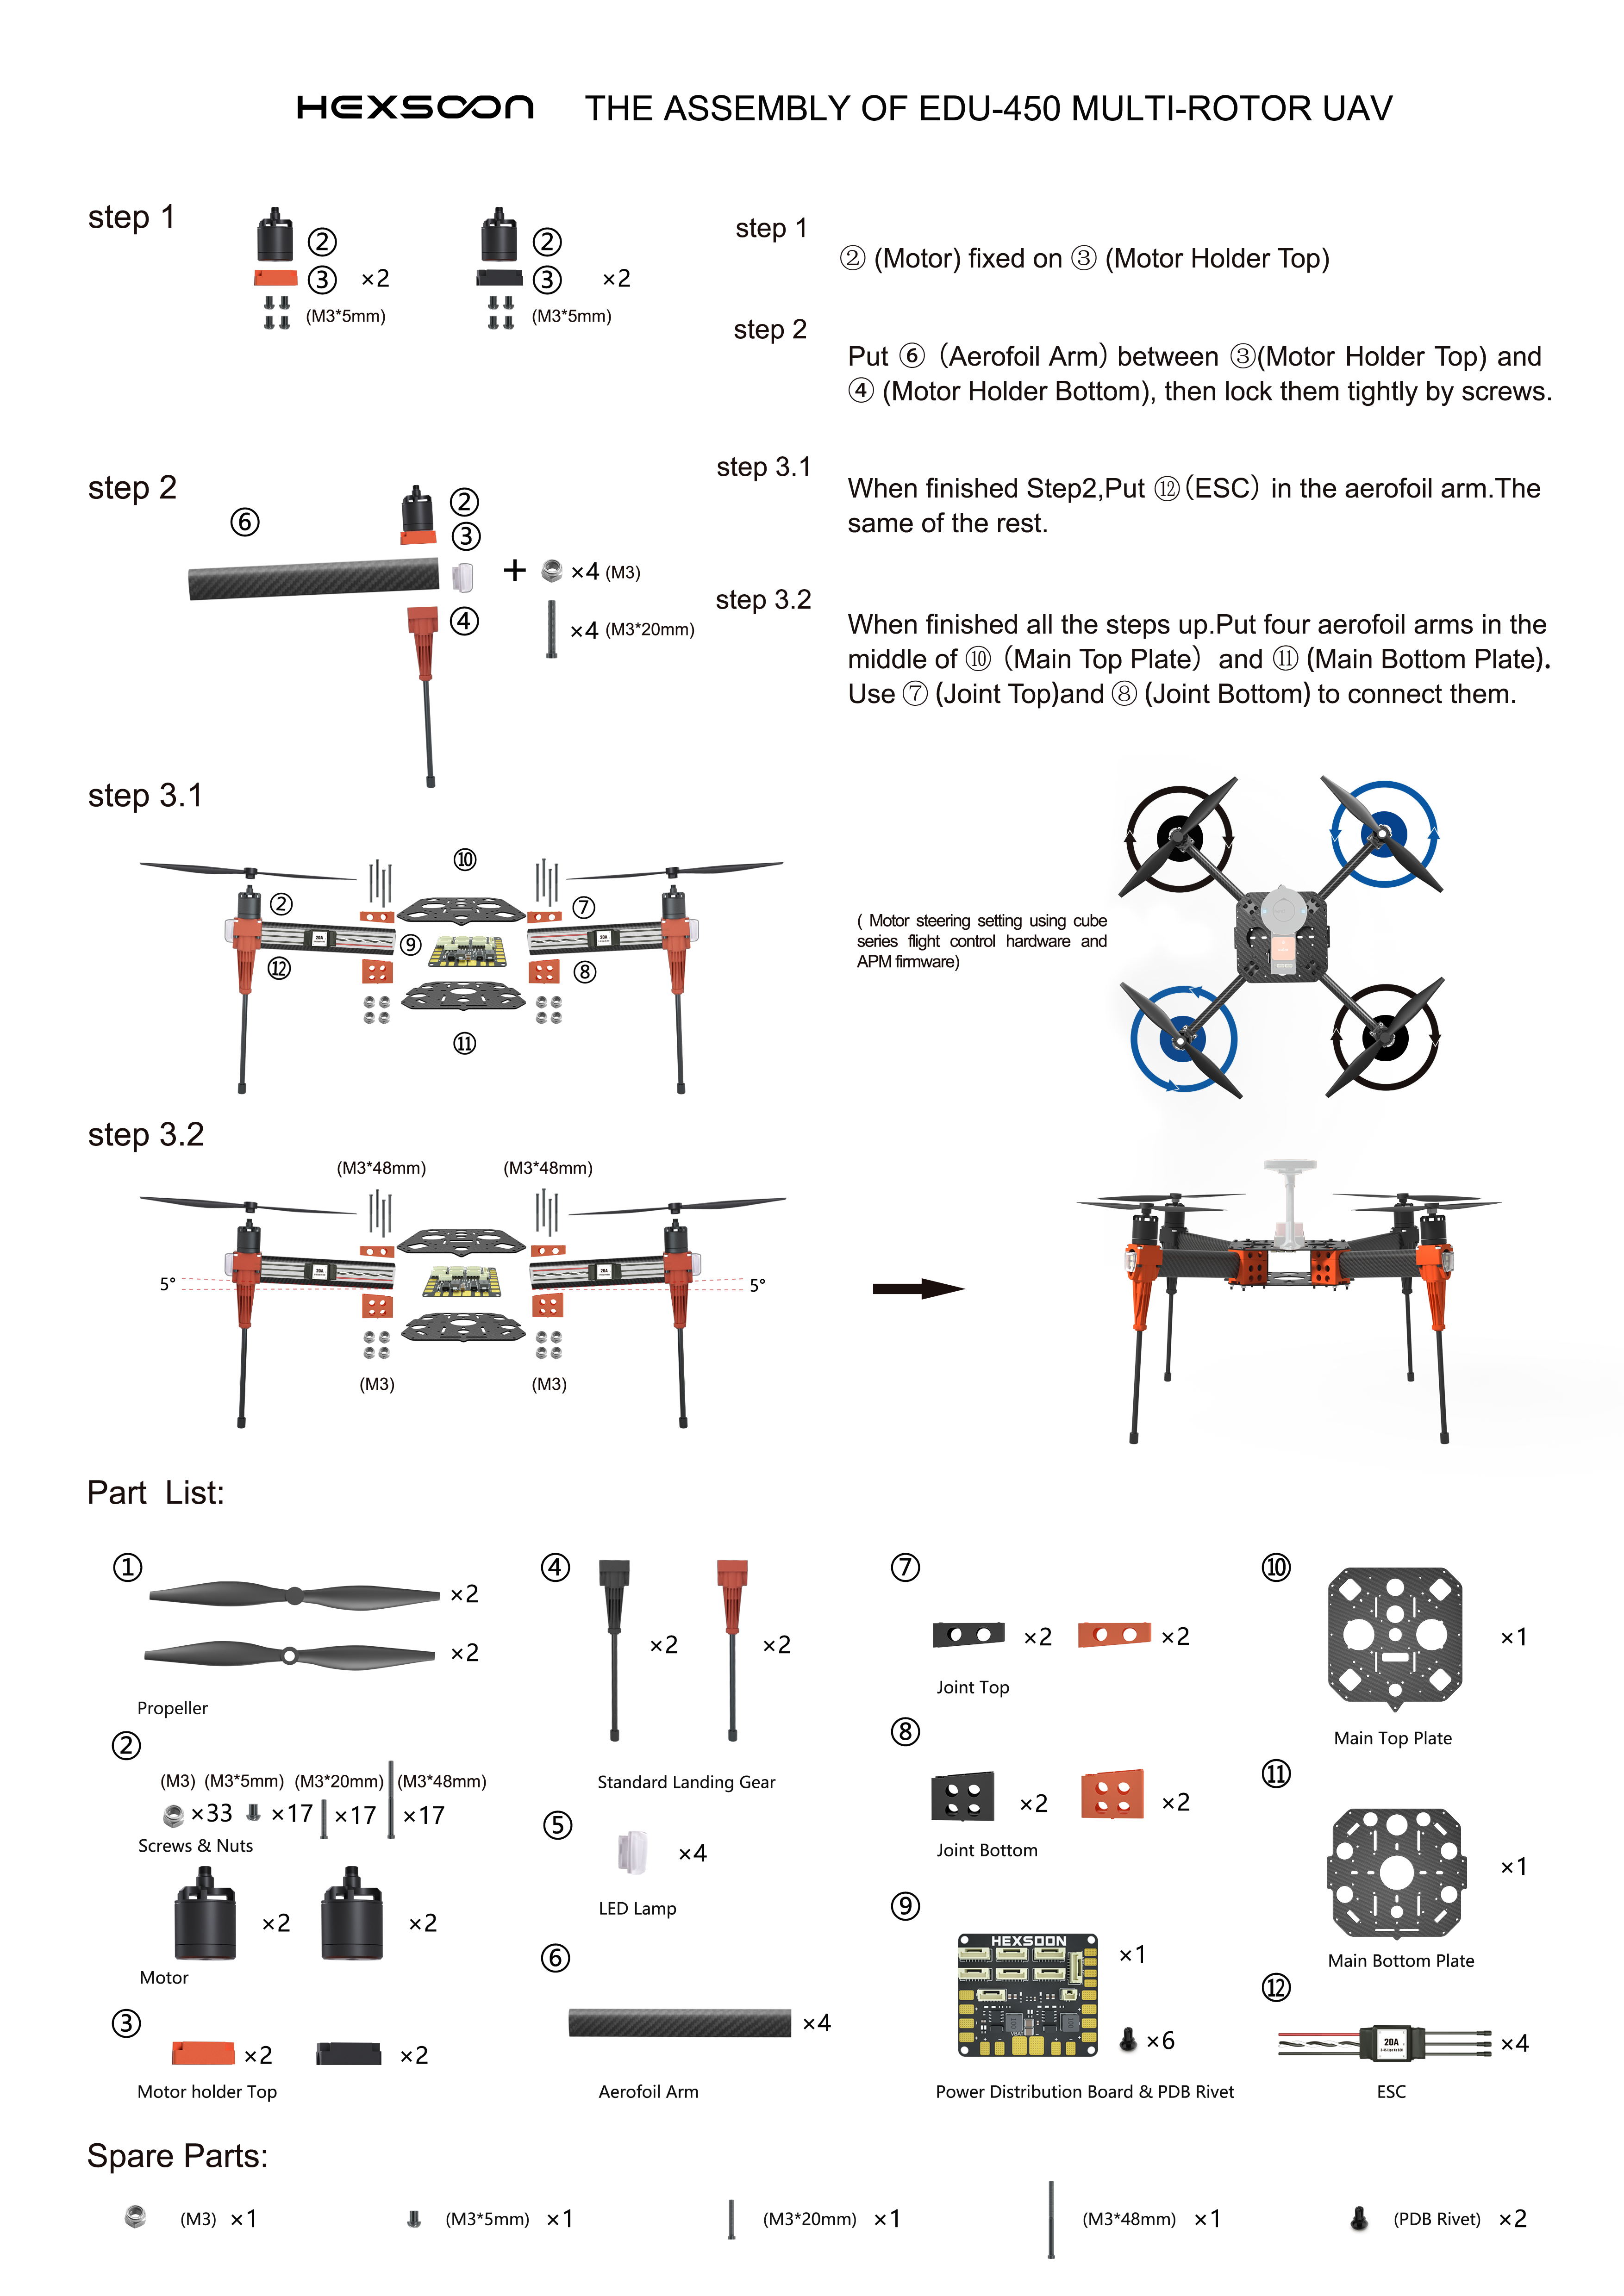 HEXSOON THE ASSEMBLY OF EDU-450 MULTI-ROTOR UAV
step 1
② 
③ ×2
(M3*5mm)
②
③ ×2
(M3*5mm)
step 1
② (Motor) fixed on ③ (Motor Holder Top)
step 2
Put ⑥ (Aerofoil Arm) between ③(Motor Holder Top) and
④ (Motor Holder Bottom), then lock them tightly by screws.
step 3.1
When finished Step2,Put ⑫(ESC) in the aerofoil arm.The
same of the rest.
step 3.2
When finished all the steps up.Put four aerofoil arms in the
middle of ⑩ (Main Top Plate) and ⑪ (Main Bottom Plate).
Use ⑦ (Joint Top)and ⑧ (Joint Bottom) to connect them.
step 2
⑥
②
③
④
+ ×4 (M3)
×4 (M3*20mm)
step 3.1
⑩
②
⑦
20A
⑨
20A
⑫
⑧
⑪
( Motor steering setting using cube
series flight control hardware and
APM firmware)
step 3.2
(M3*48mm) (M3*48mm)
20A
20A
5°
5°
(M3) (M3)
Part List:
①
×2
×2
Propeller
②
(M3) (M3*5mm) (M3*20mm) (M3*48mm)
×33 ×17 ×17 ×17
Screws & Nuts
×2 ×2
Motor
③
×2 ×2
Motor holder Top
④
×2 ×2
Standard Landing Gear
⑤
×4
LED Lamp
⑥
×4
Aerofoil Arm
⑦
×2 ×2
Joint Top
⑧
×2 ×2
Joint Bottom
⑨
HEXSOON
×1
×6
Power Distribution Board & PDB Rivet
⑩
×1
Main Top Plate
⑪
×1
Main Bottom Plate
⑫
20A
×4
ESC
Spare Parts:
(M3) ×1 (M3*5mm) ×1 (M3*20mm) ×1 (M3*48mm) ×1 (PDB Rivet) ×2